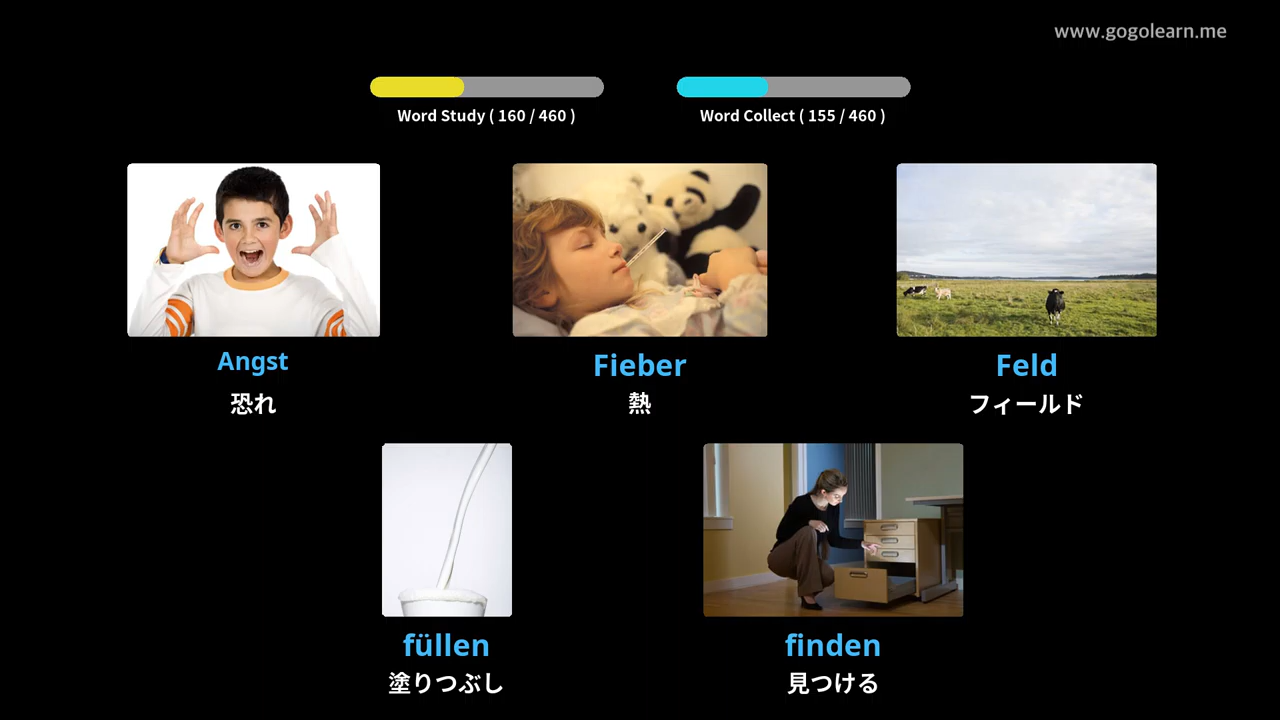 www.gogolearn.me
Word Study ( 160 / 460 )
Word Collect ( 155 / 460 )
Angst
恐れ
Fieber
熱
Feld
フィールド
füllen
塗りつぶし
finden
見つける